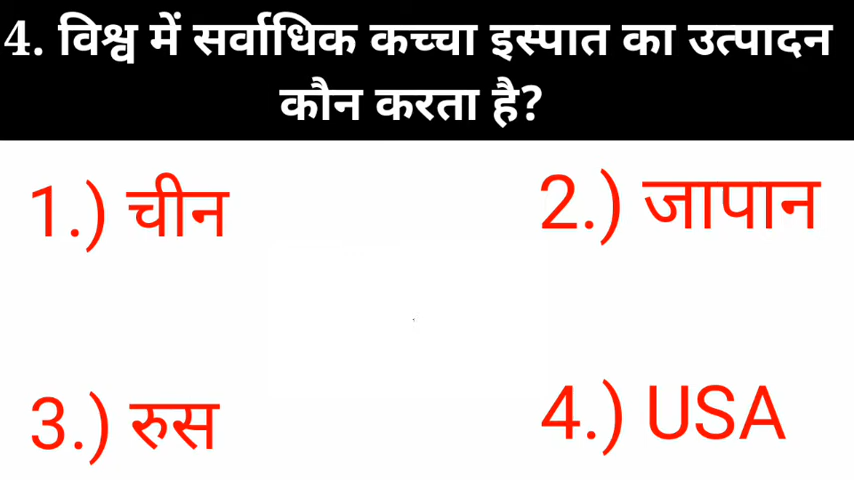 4. विश्व में सर्वाधिक कच्चा इस्पात का उत्पादन
कौन करता है?
1.) चीन
2.) जापान
3.) रुस
4.) USA